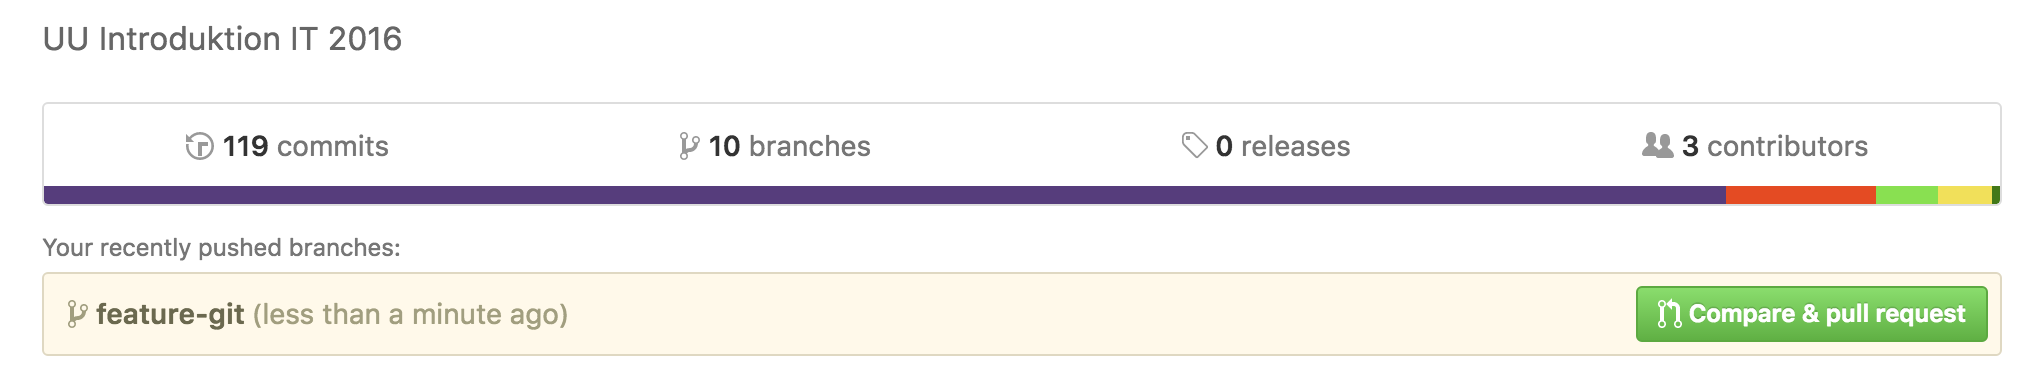 UU Introduktion IT 2016
119 commits 10 branches 0 releases 3 contributors
Your recently pushed branches:
feature-git (less than a minute ago) Compare & pull request